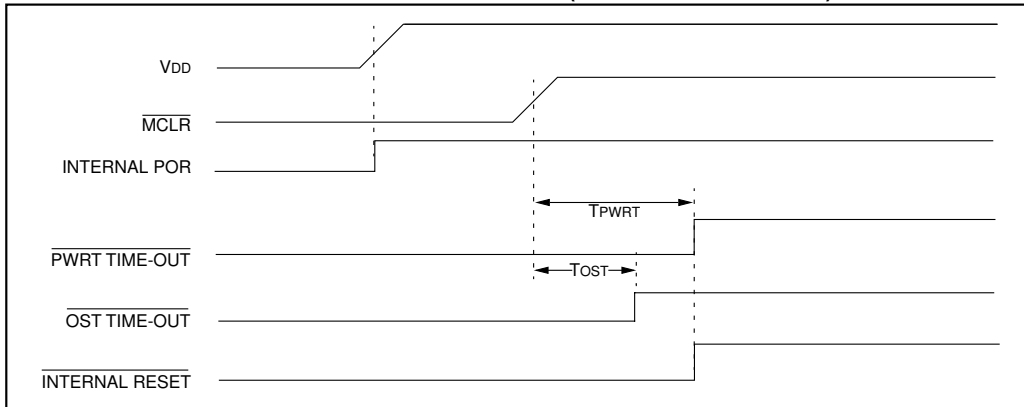 VDD
MCLR
INTERNAL POR
TPWRT
PWRT TIME-OUT
TOST
OST TIME-OUT
INTERNAL RESET